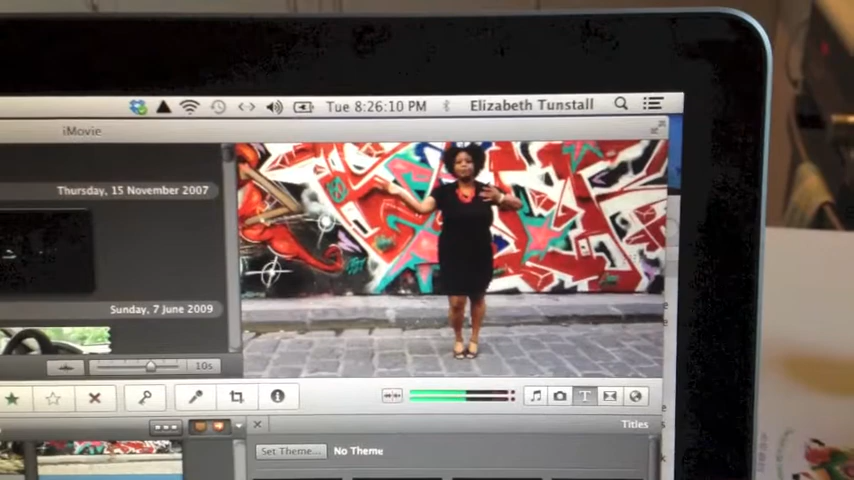 Tue 8:26:10 PM Elizabeth Tunstall
iMovie
Thursday, 15 November 2007
Sunday, 7 June 2009
10s
T
Titles
Set Theme... No Theme